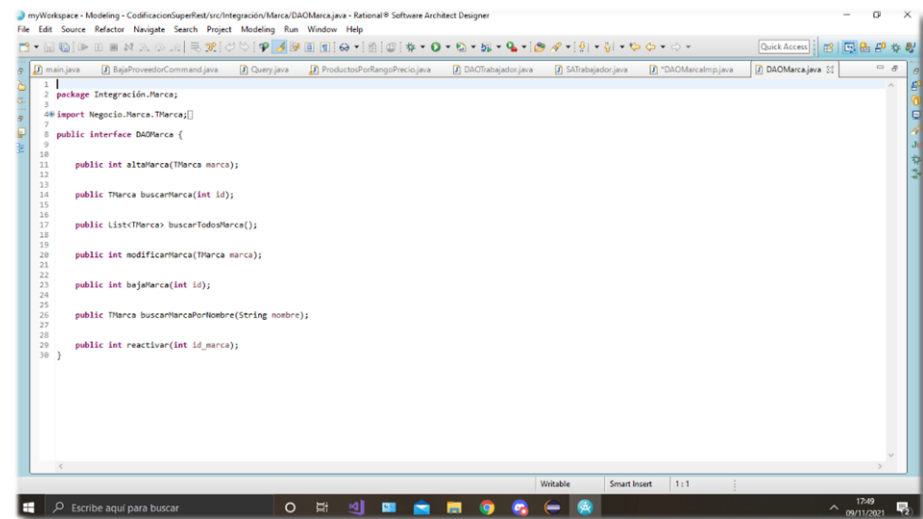 myWorkspace - Modeling - CodificacionSuperRest/src/Integración/Marca/DAOMarca.java - Rational® Software Architect Designer
File Edit Source Refactor Navigate Search Project Modeling Run Window Help
Quick Access
main.java BajaProveedorCommand.java Query.java ProductosPorRangoPrecio.java DAOTrabajador.java SATrabajador.java *DAOMarcaImp.java DAOMarca.java
1
2 package Integración.Marca;
3
4 import Negocio.Marca.TMarca;
7
8 public interface DAOMarca {
9
10
11 public int altaMarca(TMarca marca);
12
13
14 public TMarca buscarMarca(int id);
15
16
17 public List<TMarca> buscarTodosMarca();
18
19
20 public int modificarMarca(TMarca marca);
21
22
23 public int bajaMarca(int id);
24
25
26 public TMarca buscarMarcaPorNombre(String nombre);
27
28
29 public int reactivar(int id_marca);
30 }
Writable Smart Insert 1 : 1
Escribe aquí para buscar
17:49
09/11/2021